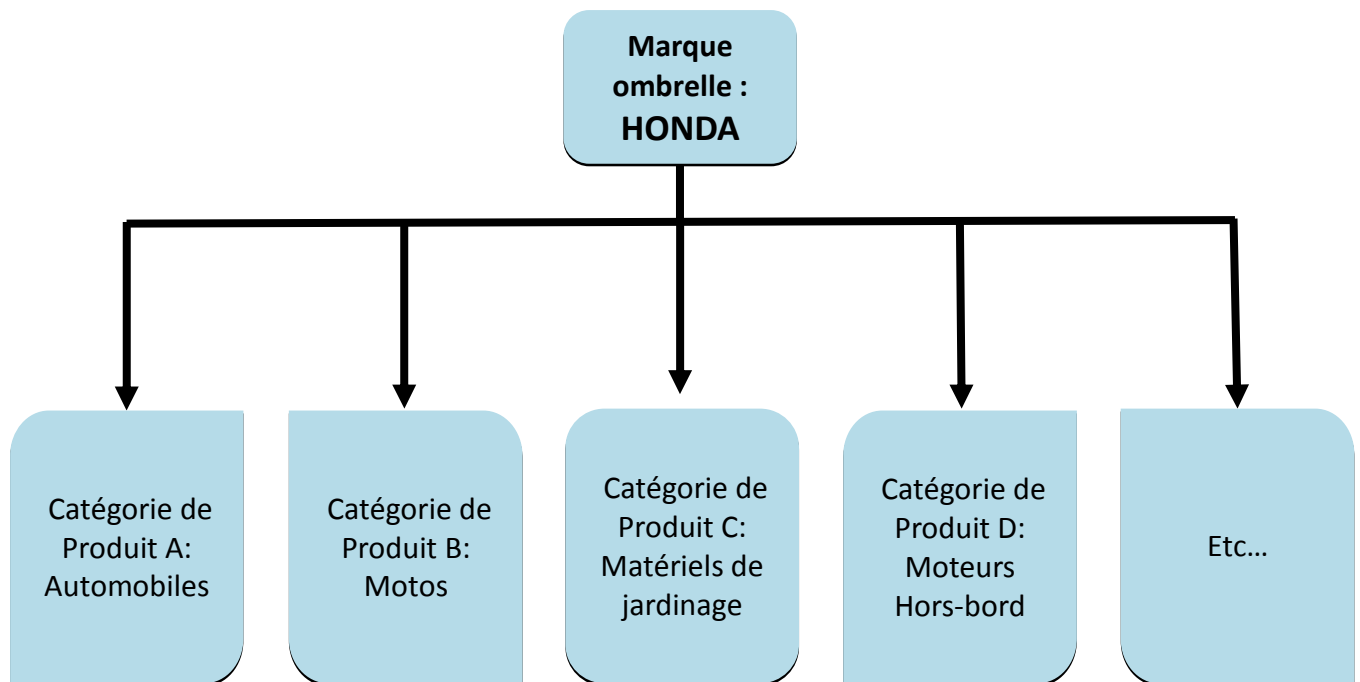 Marque
ombrelle :
HONDA
Catégorie de
Produit A:
Automobiles
Catégorie de
Produit B:
Motos
Catégorie de
Produit C:
Matériels de
jardinage
Catégorie de
Produit D:
Moteurs
Hors-bord
Etc…